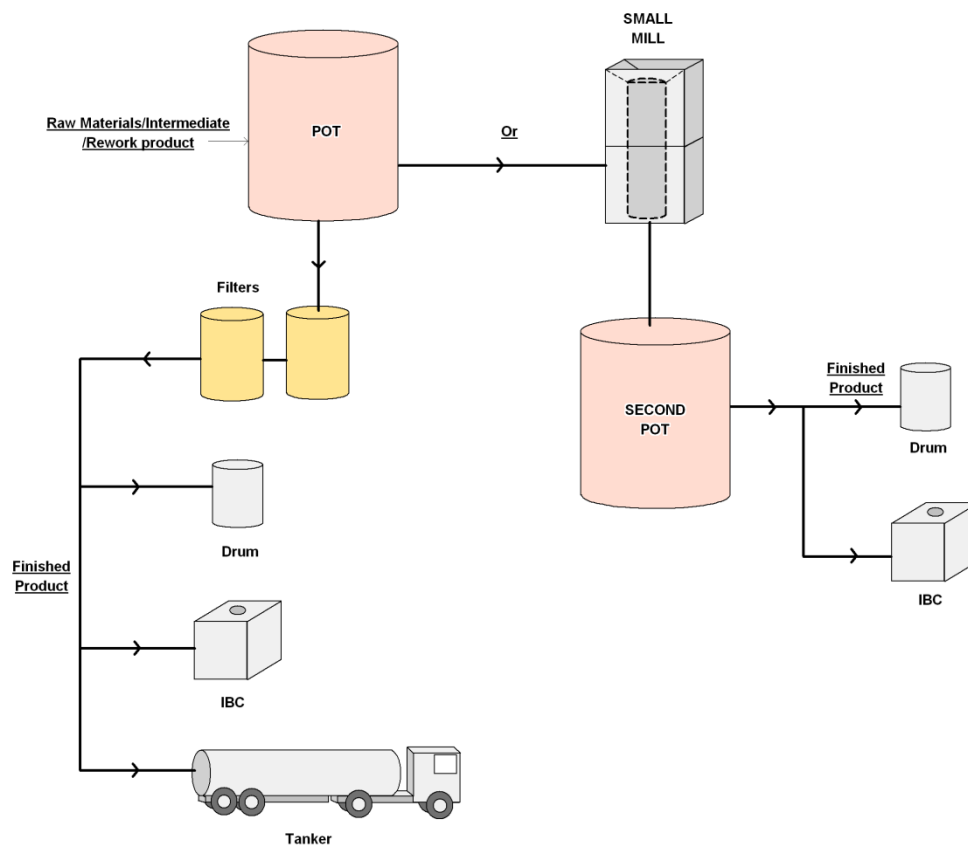 SMALL
MILL
POT
Raw Materials/Intermediate
/Rework product
Or
Filters
Finished
Product
SECOND
POT
Drum
Drum
Finished
Product
IBC
IBC
Tanker